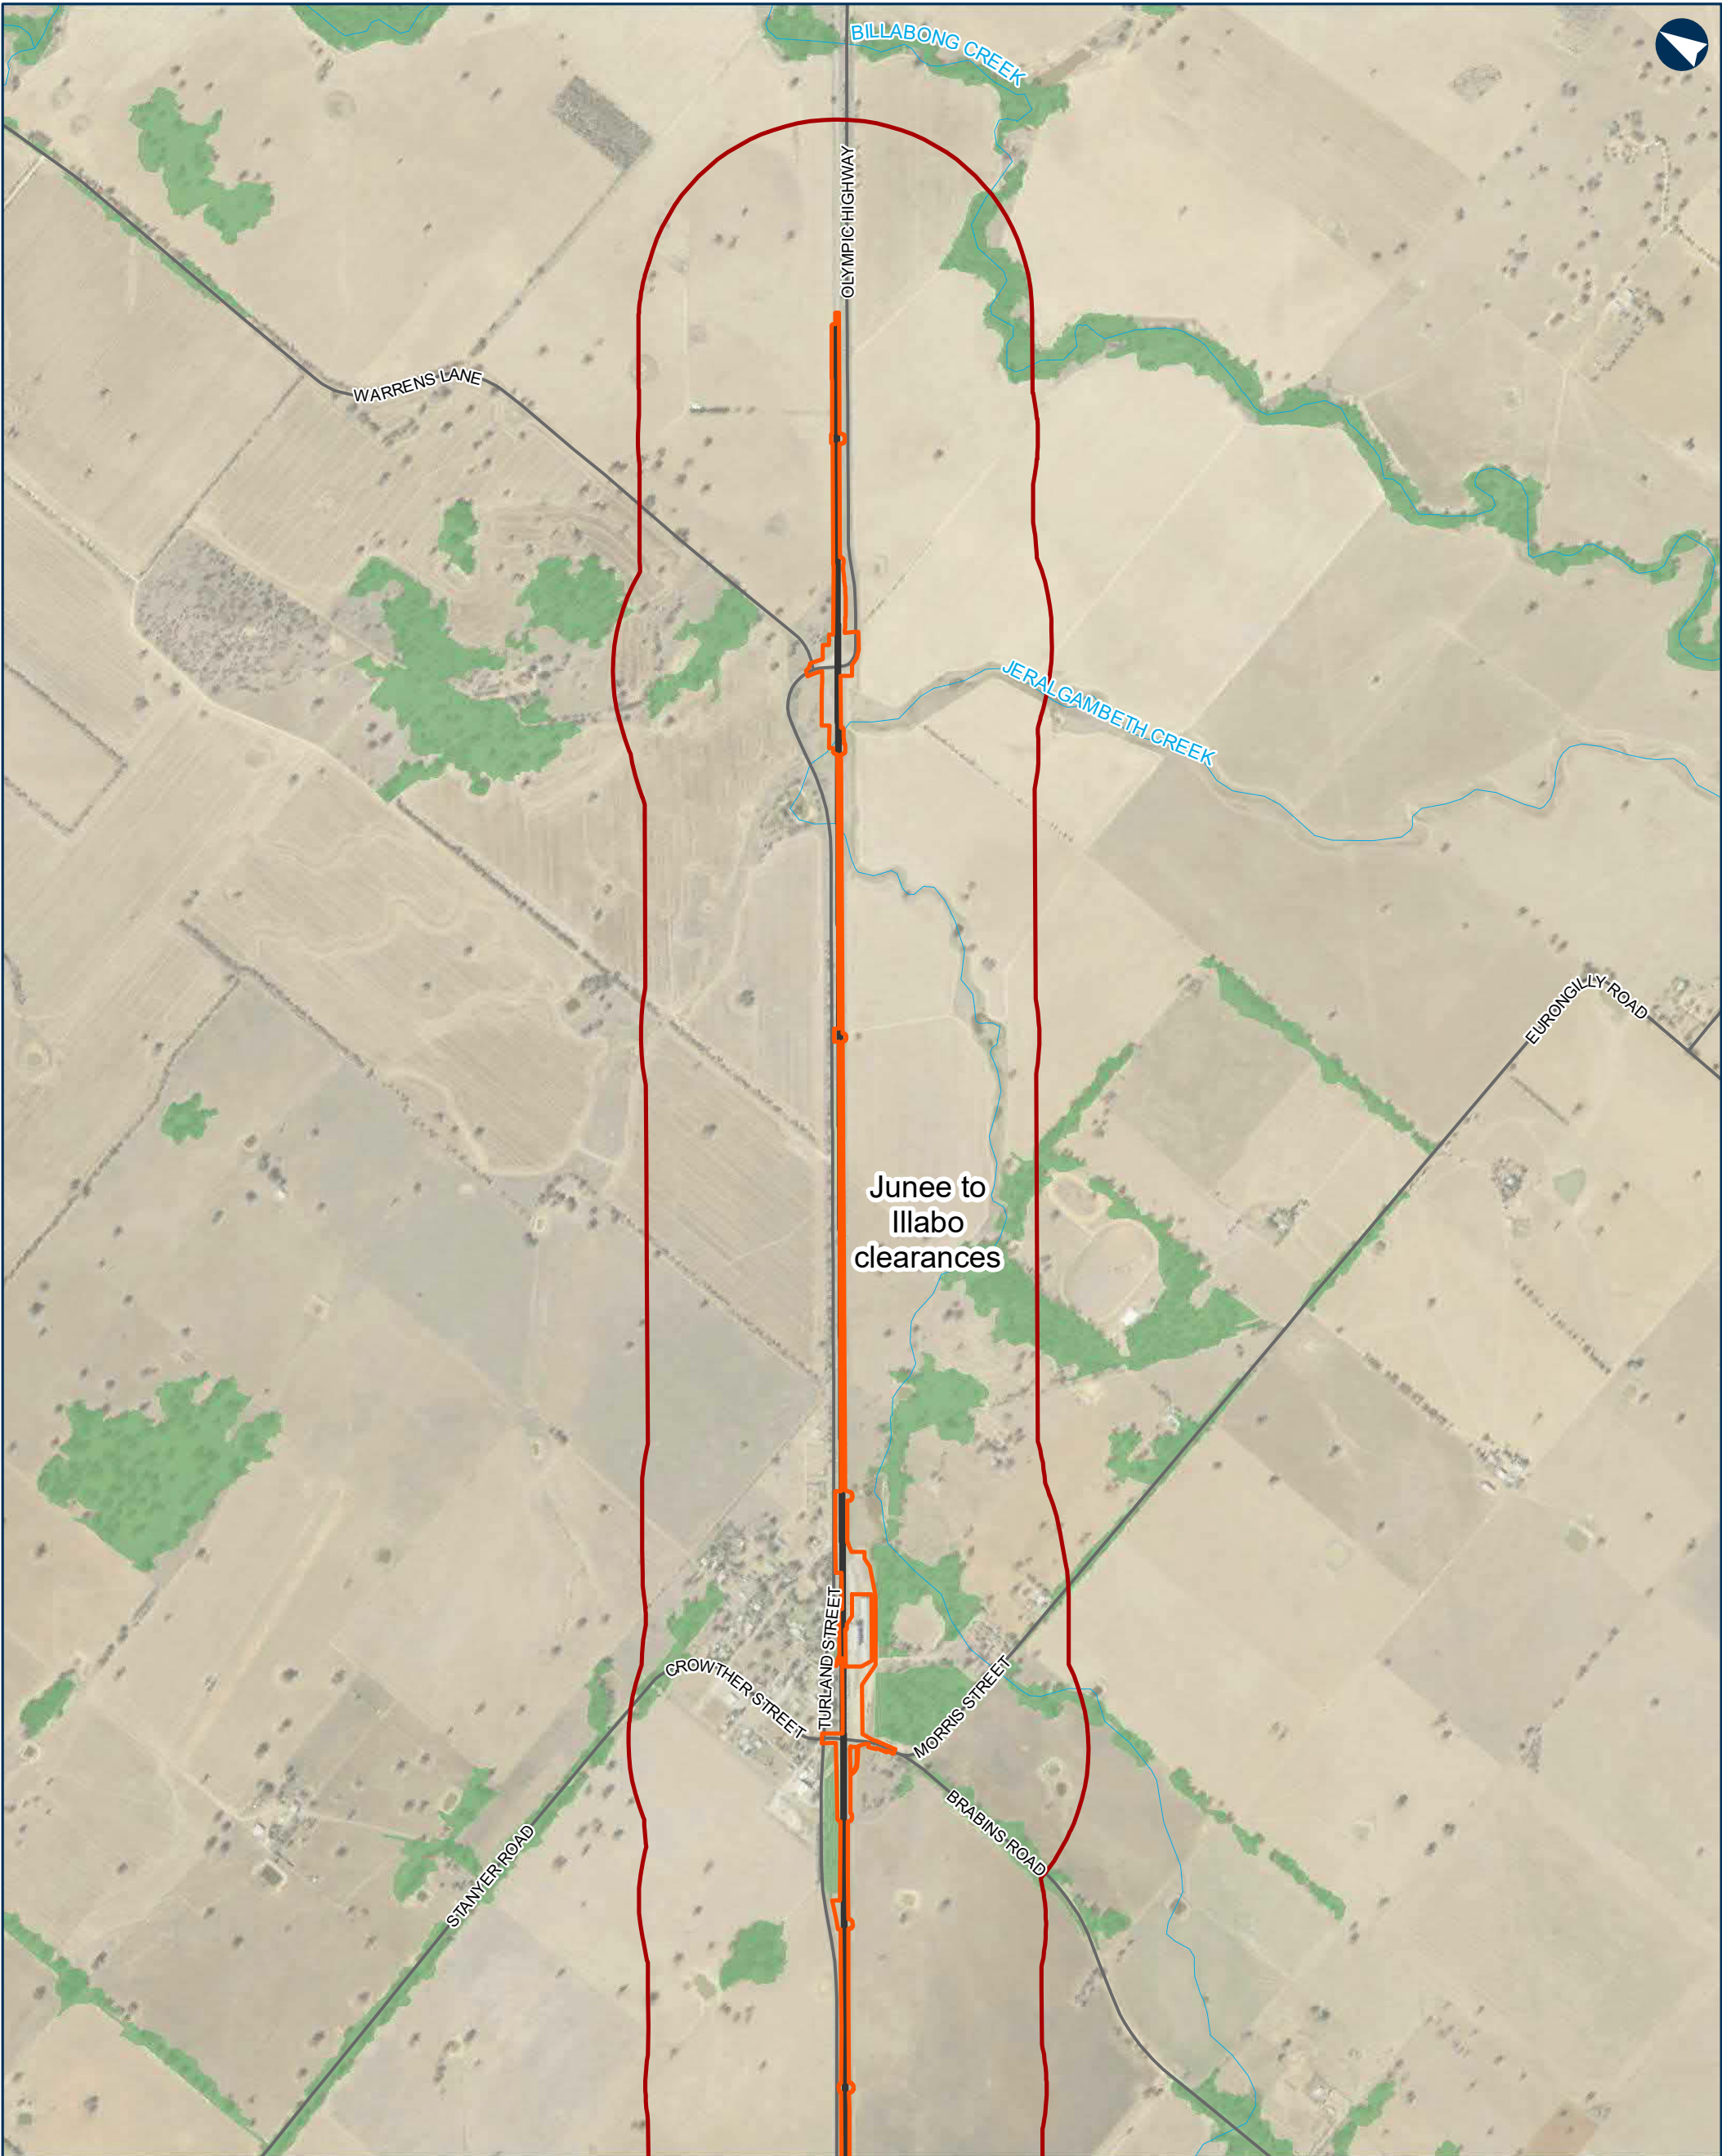 BILLABONG CREEK
OLYMPIC HIGHWAY
WARRENS LANE
JERALGAMBETH CREEK
EURONGILLY ROAD
Junee to
Illabo
clearances
TURLAND STREET
CROWTHER STREET
MORRIS STREET
BRABINS ROAD
STANYER ROAD